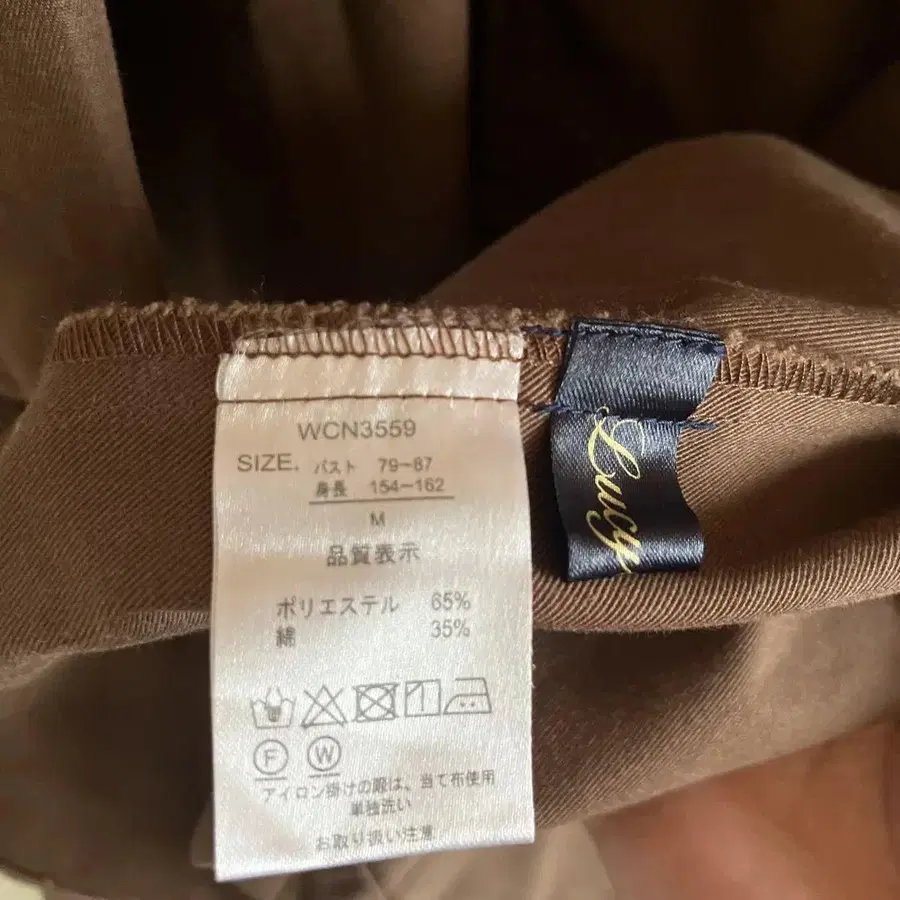 WCN3559
SIZE. バスト 79-87
身長 154-162
M
品質表示
ポリエステル 65%
綿 35%
F
W
アイロン掛けの際は、当て布使用
単独洗い
お取り扱い注意
Lucy